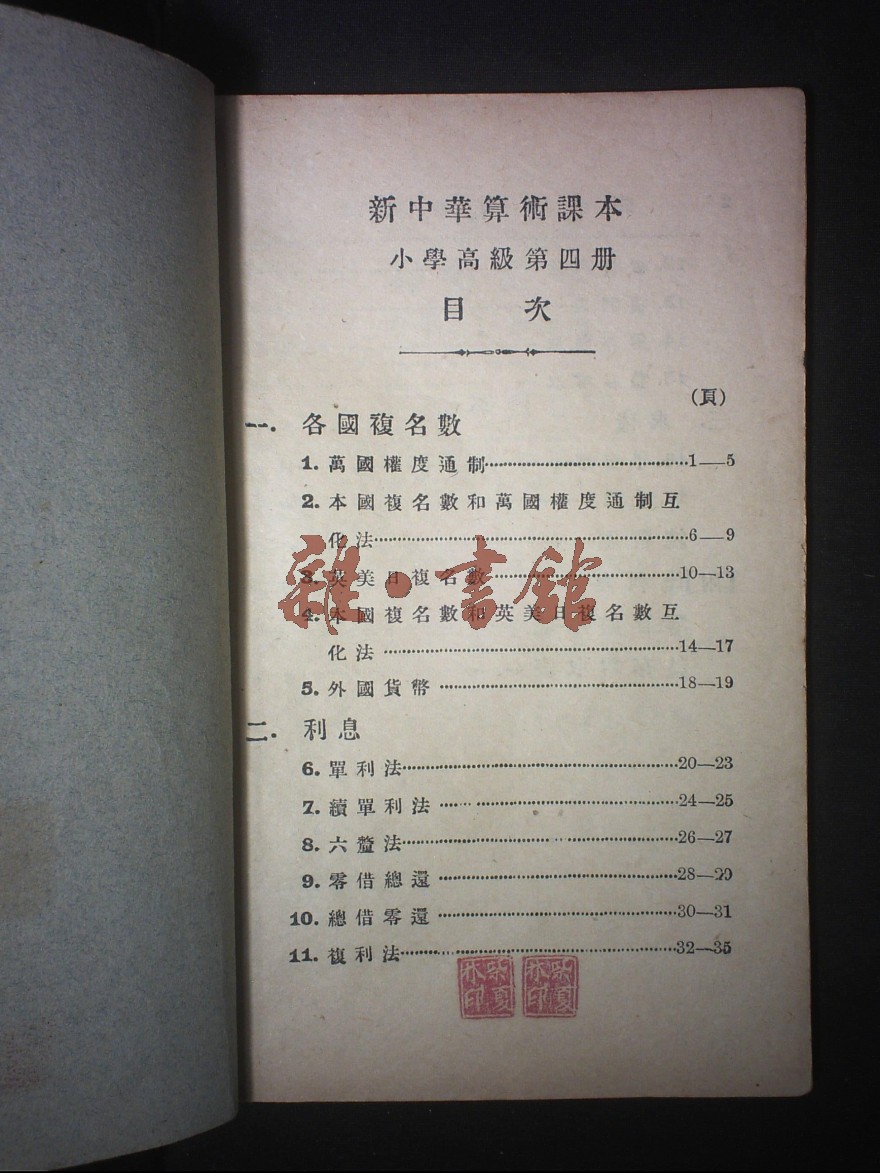 新中華算術課本
小學高級第四册
目 次
(頁)
一. 各國複名數
1. 萬國權度通制……1—5
2. 本國複名數和萬國權度通制互
化法……6—9
3. 英美日複名數……10—13
4. 本國複名數和英美日複名數互
化法……14—17
5. 外國貨幣……18—19
二. 利息
6. 單利法……20—23
7. 續單利法……24—25
8. 六釐法……26—27
9. 零借總還……28—29
10. 總借零還……30—31
11. 複利法……32—35
雜·書館